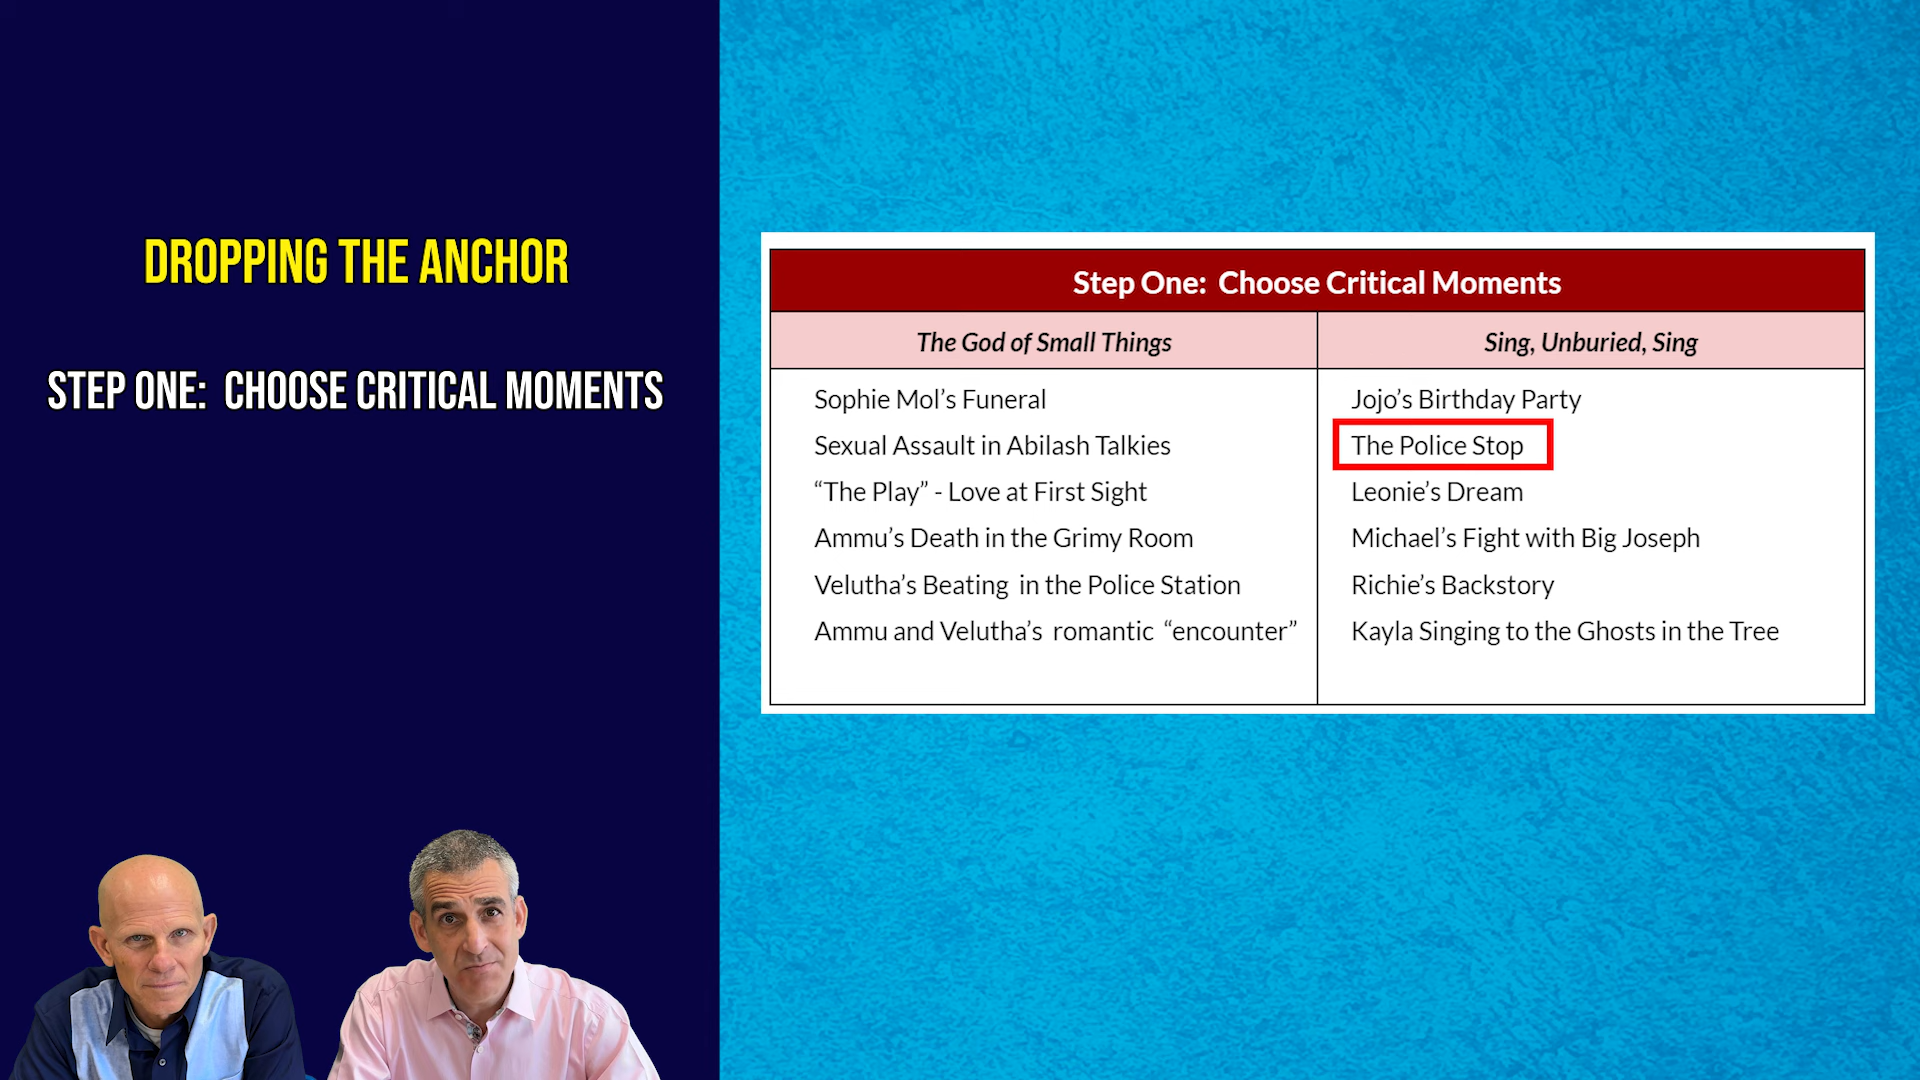 DROPPING THE ANCHOR
STEP ONE: CHOOSE CRITICAL MOMENTS
Step One: Choose Critical Moments
The God of Small Things
Sing, Unburied, Sing
Sophie Mol’s Funeral
Sexual Assault in Abilash Talkies
“The Play” - Love at First Sight
Ammu’s Death in the Grimy Room
Velutha’s Beating in the Police Station
Ammu and Velutha’s romantic “encounter”
Jojo’s Birthday Party
The Police Stop
Leonie’s Dream
Michael’s Fight with Big Joseph
Richie’s Backstory
Kayla Singing to the Ghosts in the Tree